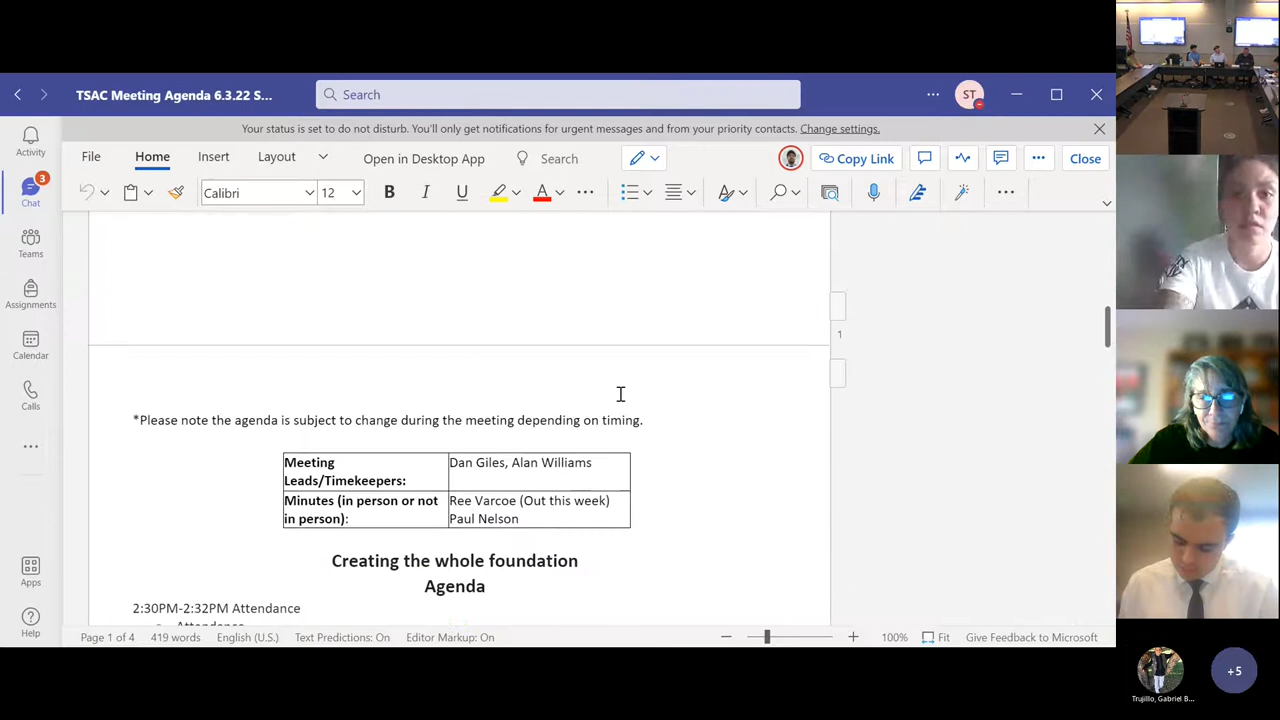 TSAC Meeting Agenda 6.3.22 S...
Search
ST
Your status is set to do not disturb. You'll only get notifications for urgent messages and from your priority contacts. Change settings.
Activity
3
Chat
Teams
Assignments
Calendar
Calls
Apps
Help
File Home Insert Layout Open in Desktop App Search Copy Link Close
Calibri 12 B I U A
1
*Please note the agenda is subject to change during the meeting depending on timing.
Meeting Dan Giles, Alan Williams
Leads/Timekeepers:
Minutes (in person or not Ree Varcoe (Out this week)
in person): Paul Nelson
Creating the whole foundation
Agenda
2:30PM-2:32PM Attendance
Attendance
Page 1 of 4 419 words English (U.S.) Text Predictions: On Editor Markup: On 100% Fit Give Feedback to Microsoft
Trujillo, Gabriel B...
+5